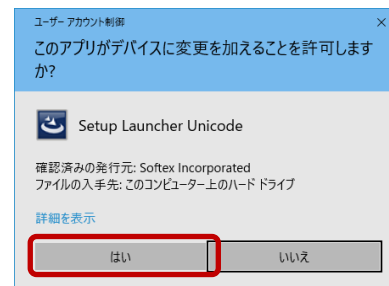 ユーザー アカウント制御
×
このアプリがデバイスに変更を加えることを許可します
か?
Setup Launcher Unicode
確認済みの発行元: Softex Incorporated
ファイルの入手先: このコンピューター上のハード ドライブ
詳細を表示
はい
いいえ